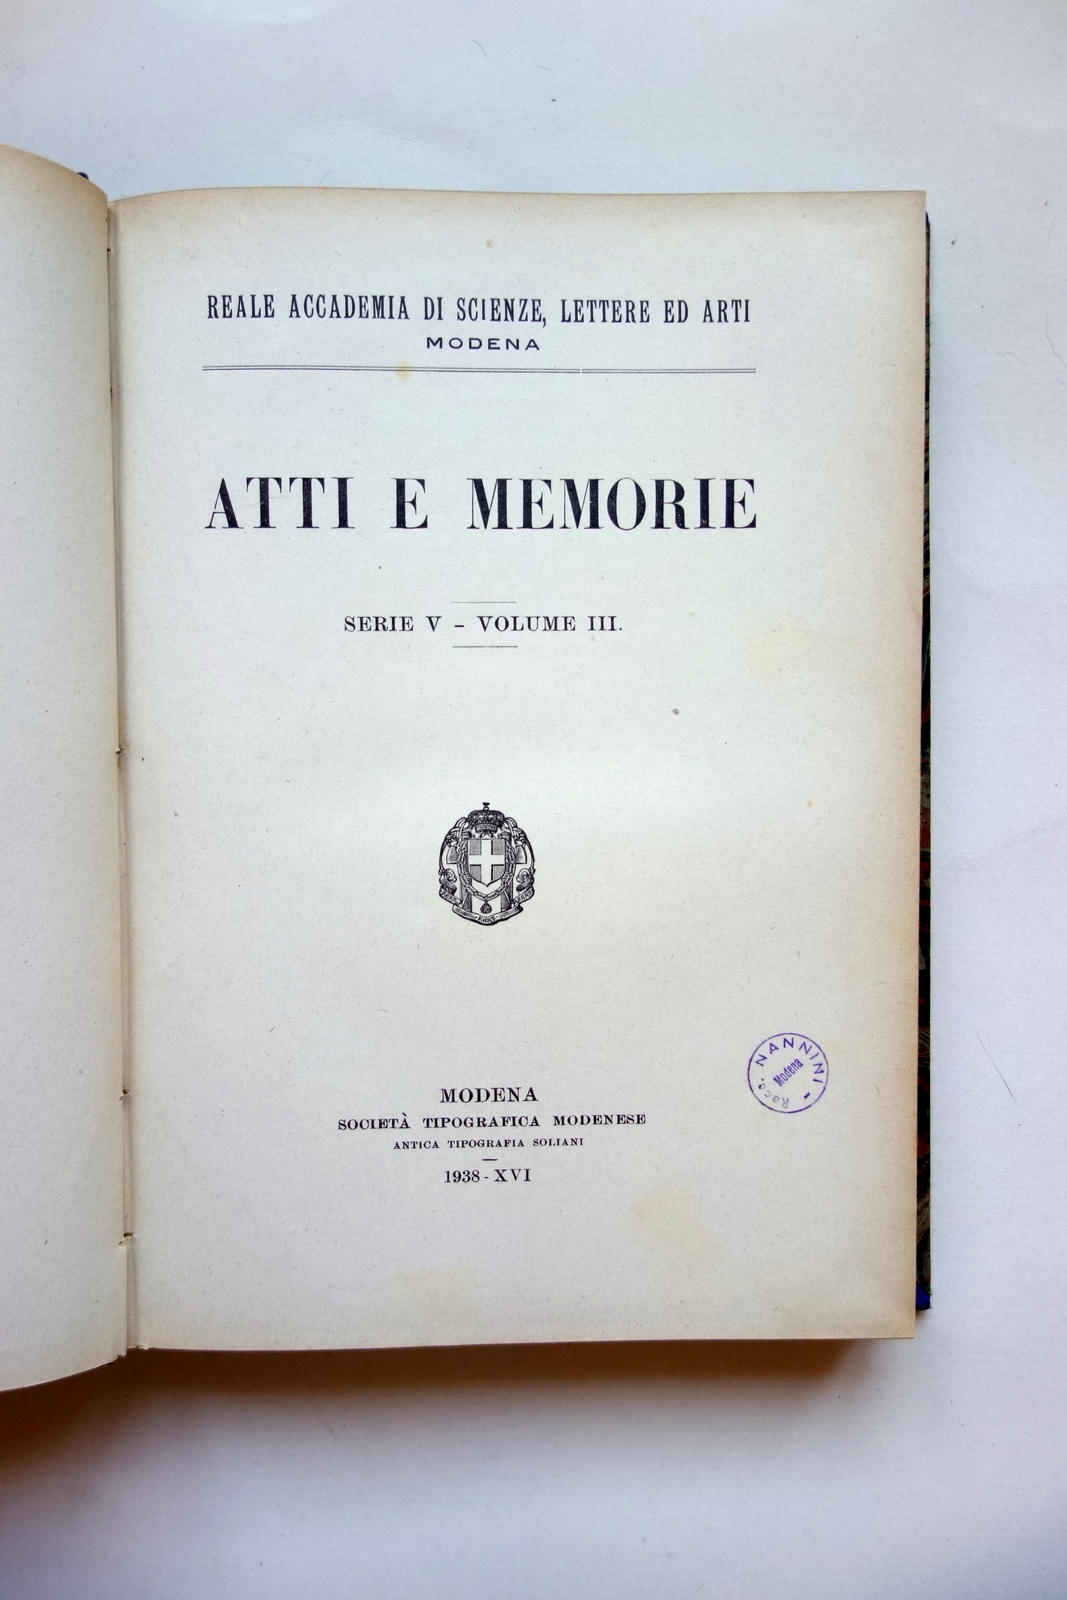 REALE ACCADEMIA DI SCIENZE, LETTERE ED ARTI
MODENA
ATTI E MEMORIE
SERIE V - VOLUME III.
MODENA
SOCIETÀ TIPOGRAFICA MODENESE
ANTICA TIPOGRAFIA SOLIANI
1938 - XVI
Racc. NANNINI -
Modena